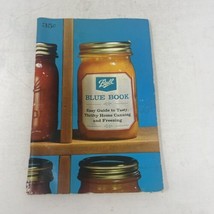 Ball
BLUE BOOK
Easy Guide to Tasty,
Thrifty Home Canning
and Freezing